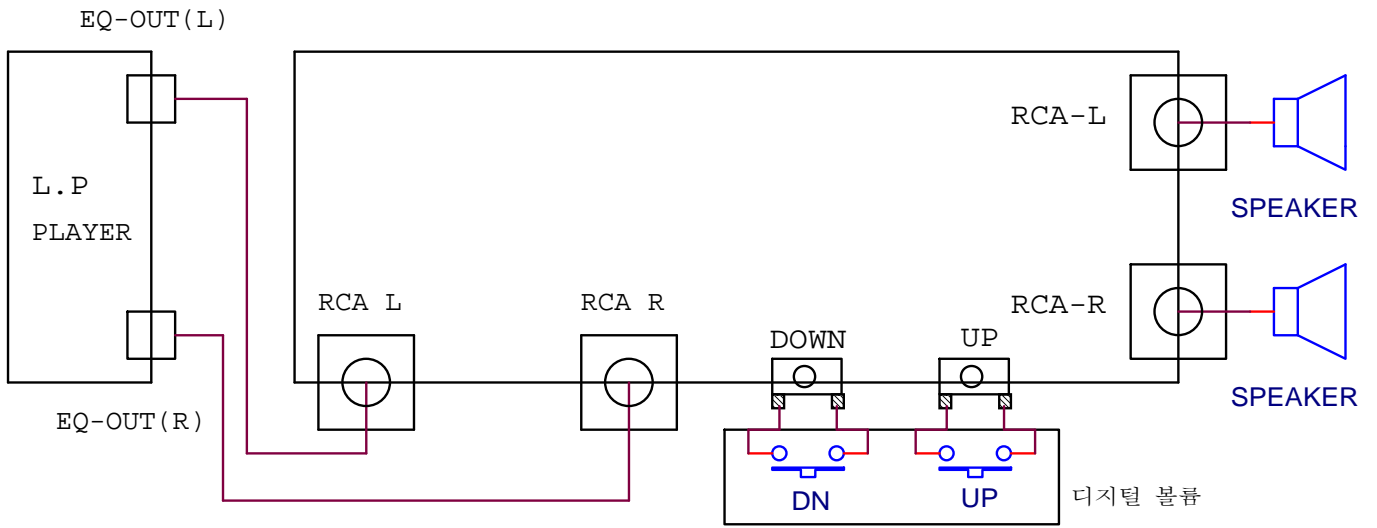 EQ-OUT(L)
L.P
PLAYER
EQ-OUT(R)
RCA L
RCA R
DOWN
UP
RCA-L
SPEAKER
RCA-R
SPEAKER
DN
UP
디지털 볼륨